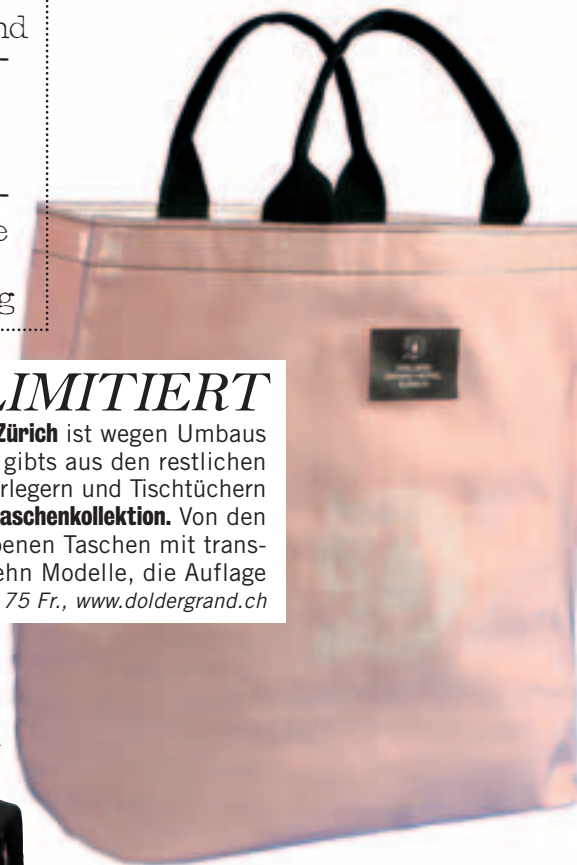 nd
e
g
LIMITIERT
Zürich ist wegen Umbaus
gibts aus den restlichen
rlegern und Tischtüchern
aschenkollektion. Von den
enen Taschen mit trans-
ehn Modelle, die Auflage
75 Fr., www.doldergrand.ch